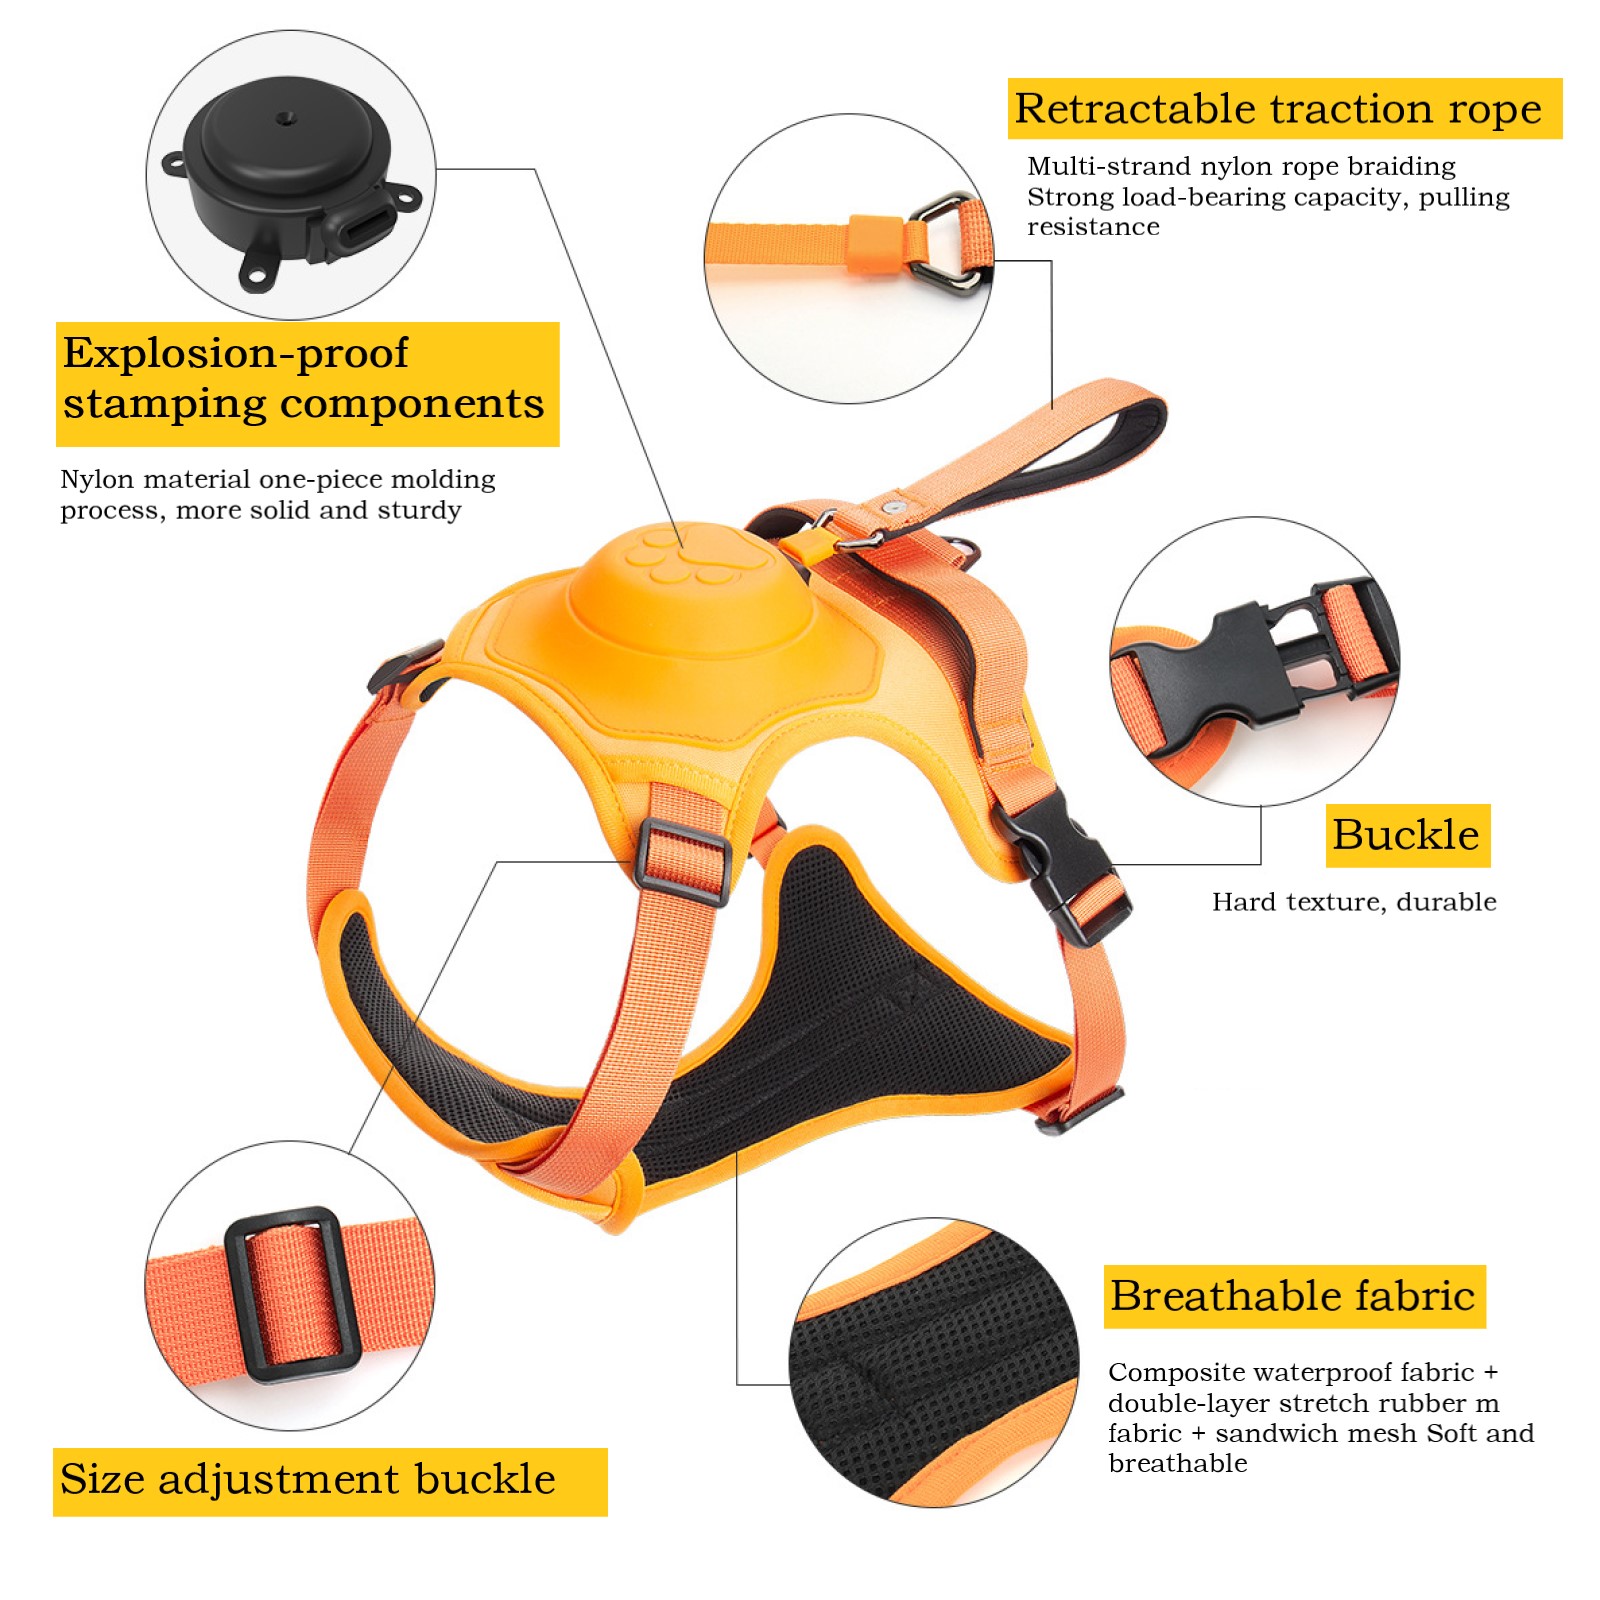 Retractable traction rope
Multi-strand nylon rope braiding
Strong load-bearing capacity, pulling
resistance
Explosion-proof
stamping components
Nylon material one-piece molding
process, more solid and sturdy
Buckle
Hard texture, durable
Breathable fabric
Composite waterproof fabric +
double-layer stretch rubber m
fabric + sandwich mesh Soft and
breathable
Size adjustment buckle